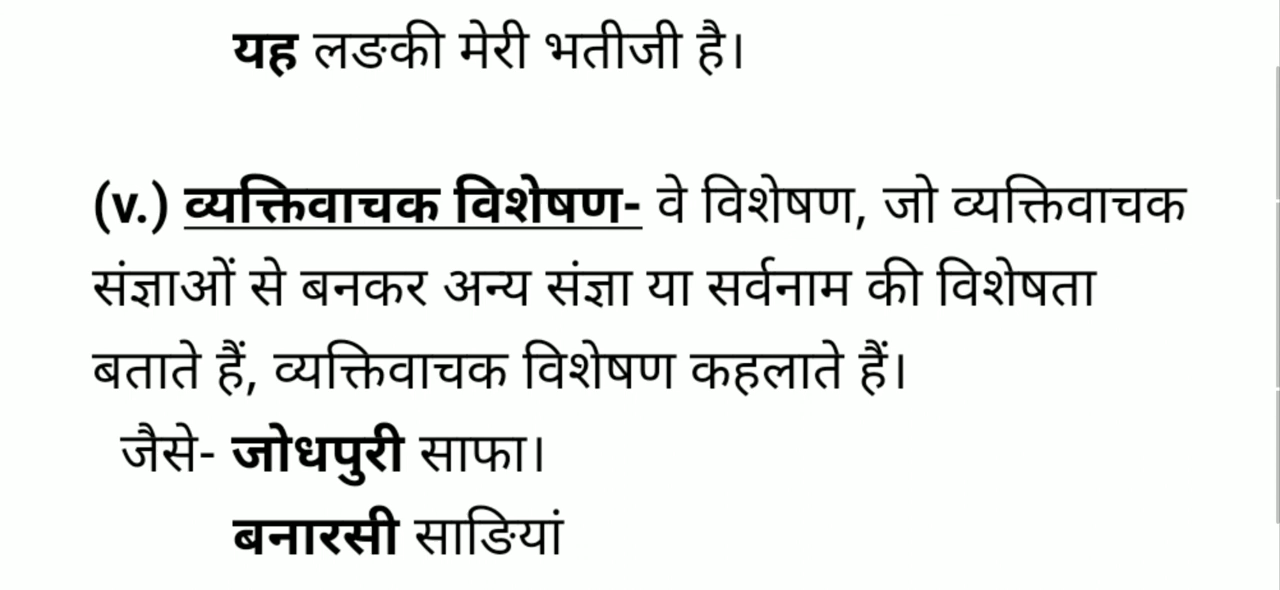 यह लङकी मेरी भतीजी है।
(v.) व्यक्तिवाचक विशेषण- वे विशेषण, जो व्यक्तिवाचक
संज्ञाओं से बनकर अन्य संज्ञा या सर्वनाम की विशेषता
बताते हैं, व्यक्तिवाचक विशेषण कहलाते हैं।
जैसे- जोधपुरी साफा।
बनारसी साङियां